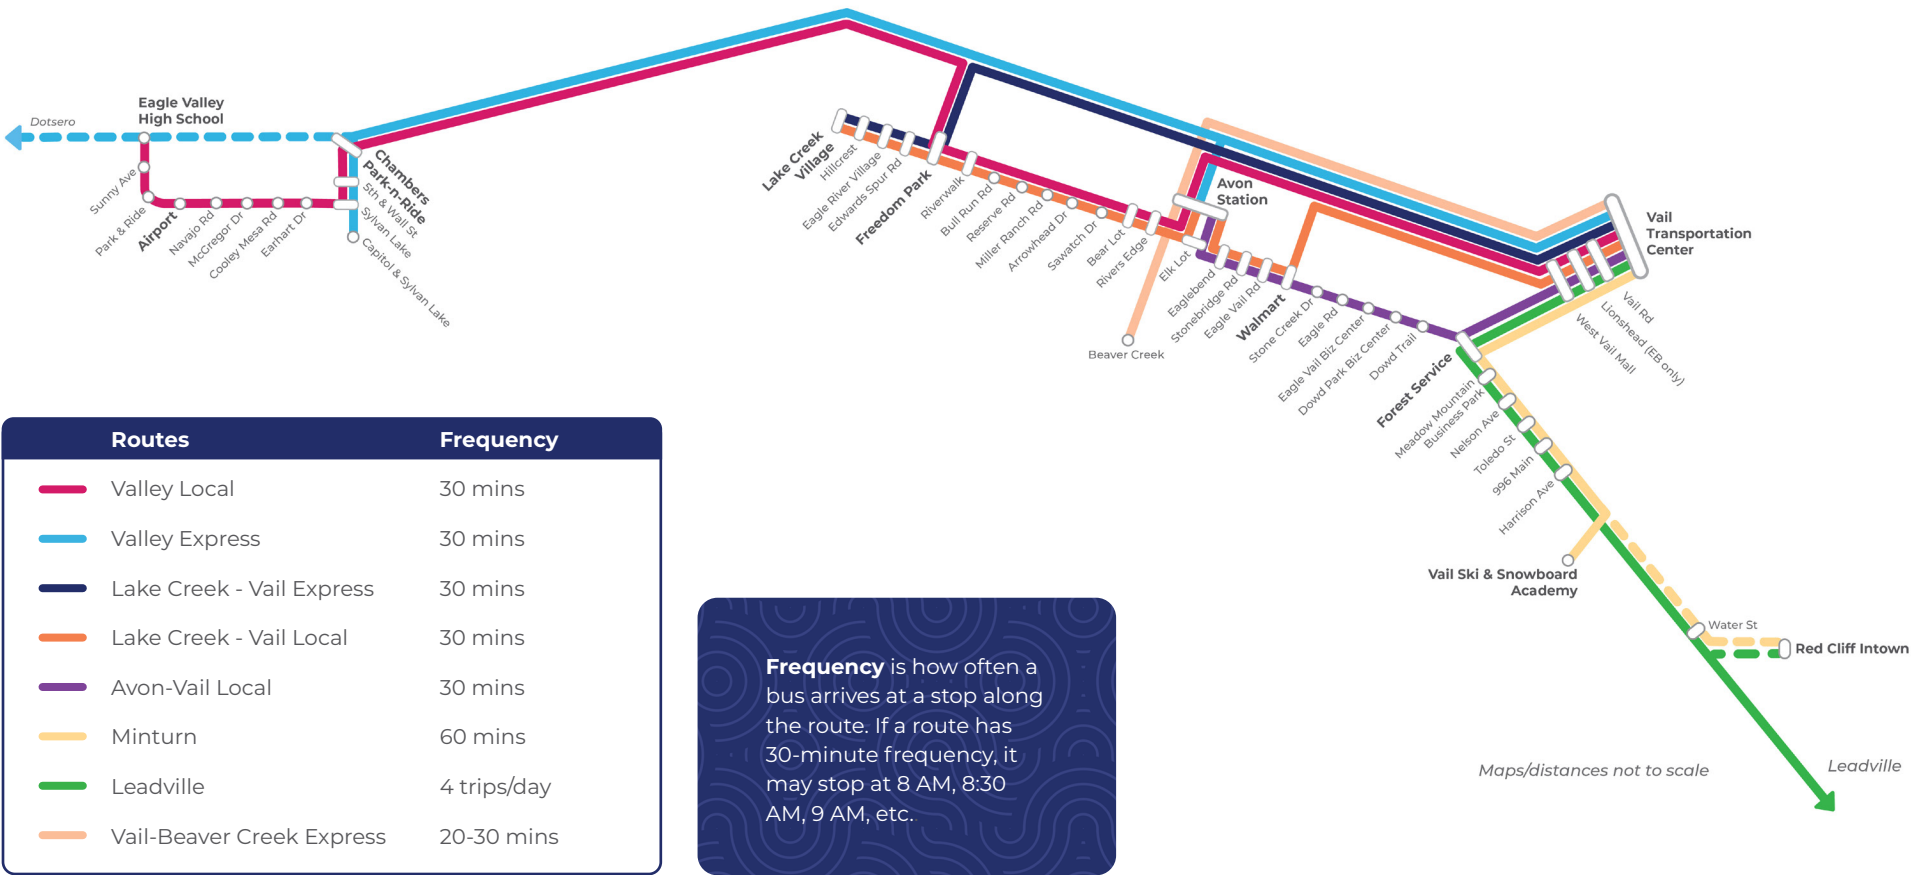 Dotsero
Eagle Valley
High School
Sunny Ave
Park & Ride
Airport
Navajo Rd
McGregor Dr
Cooley Mesa Rd
Earhart Dr
Chambers
Park-n-Ride
5th & Wall St
Sylvan Lake
Capitol & Sylvan Lake
Lake Creek
Village
Hillcrest
Eagle River Village
Edwards Spur Rd
Freedom Park
Riverwalk
Bull Run Rd
Reserve Rd
Miller Ranch Rd
Arrowhead Dr
Sawatch Dr
Bear Lot
Rivers Edge
Beaver Creek
Elk Lot
Avon
Station
Eaglebend
Stonebridge Rd
Eagle Vail Rd
Walmart
Stone Creek Dr
Eagle Rd
Eagle Vail Biz Center
Dowd Park Biz Center
Dowd Trail
Forest Service
Vail
Transportation
Center
Vail Rd
Lionshead (EB only)
West Vail Mall
Meadow Mountain
Business Park
Nelson Ave
Toledo St
996 Main
Harrison Ave
Vail Ski & Snowboard
Academy
Water St
Red Cliff Intown
Leadville
Maps/distances not to scale
Routes Frequency
Valley Local 30 mins
Valley Express 30 mins
Lake Creek - Vail Express 30 mins
Lake Creek - Vail Local 30 mins
Avon-Vail Local 30 mins
Minturn 60 mins
Leadville 4 trips/day
Vail-Beaver Creek Express 20-30 mins
Frequency is how often a
bus arrives at a stop along
the route. If a route has
30-minute frequency, it
may stop at 8 AM, 8:30
AM, 9 AM, etc.